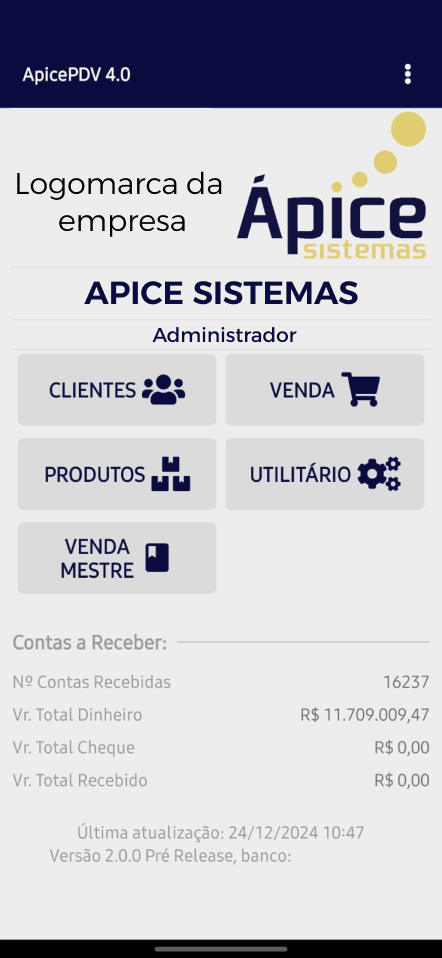 ApicePDV 4.0
Logomarca da
empresa
Ápice
sistemas
APICE SISTEMAS
Administrador
CLIENTES
VENDA
PRODUTOS
UTILITÁRIO
VENDA
MESTRE
Contas a Receber:
Nº Contas Recebidas 16237
Vr. Total Dinheiro R$ 11.709.009,47
Vr. Total Cheque R$ 0,00
Vr. Total Recebido R$ 0,00
Última atualização: 24/12/2024 10:47
Versão 2.0.0 Pré Release, banco: